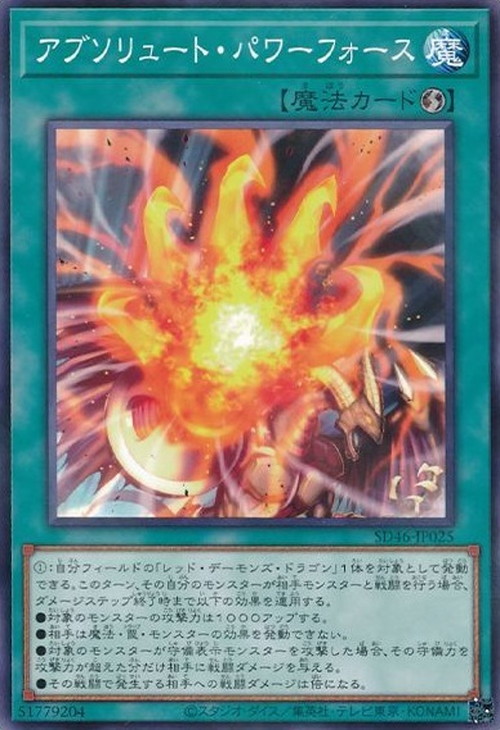 アブソリュート・パワーフォース 魔
【魔法カード】
SD46-JP025
①:自分フィールドの「レッド・デーモンズ・ドラゴン」1体を対象として発動
できる。このターン、その自分のモンスターが相手モンスターと戦闘を行う場合、
ダメージステップ終了時まで以下の効果を適用する。
●対象のモンスターの攻撃力は1000アップする。
●相手は魔法・罠・モンスターの効果を発動できない。
●対象のモンスターが守備表示モンスターを攻撃した場合、その守備力を
攻撃力が超えた分だけ相手に戦闘ダメージを与える。
●その戦闘で発生する相手への戦闘ダメージは倍になる。
51779204 ©スタジオ・ダイス/集英社・テレビ東京・KONAMI